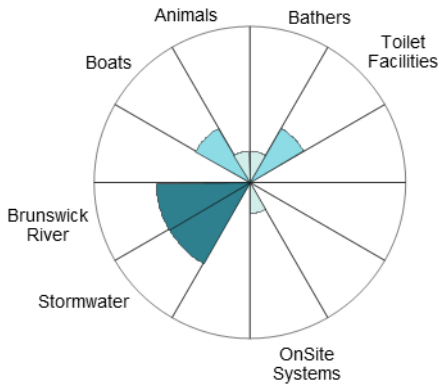 Animals
Bathers
Toilet
Facilities
Boats
Brunswick
River
Stormwater
OnSite
Systems